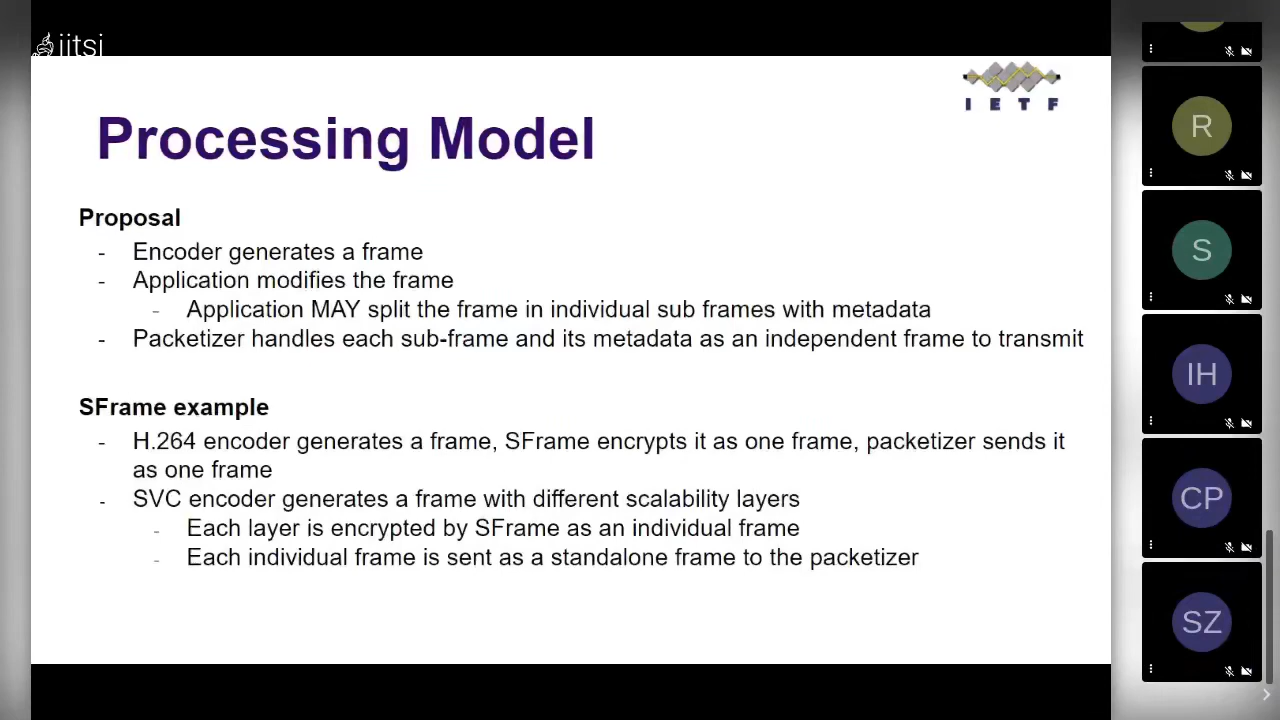 jitsi
I E T F
Processing Model
Proposal
- Encoder generates a frame
- Application modifies the frame
- Application MAY split the frame in individual sub frames with metadata
- Packetizer handles each sub-frame and its metadata as an independent frame to transmit
SFrame example
- H.264 encoder generates a frame, SFrame encrypts it as one frame, packetizer sends it
as one frame
- SVC encoder generates a frame with different scalability layers
- Each layer is encrypted by SFrame as an individual frame
- Each individual frame is sent as a standalone frame to the packetizer
R
S
IH
CP
SZ